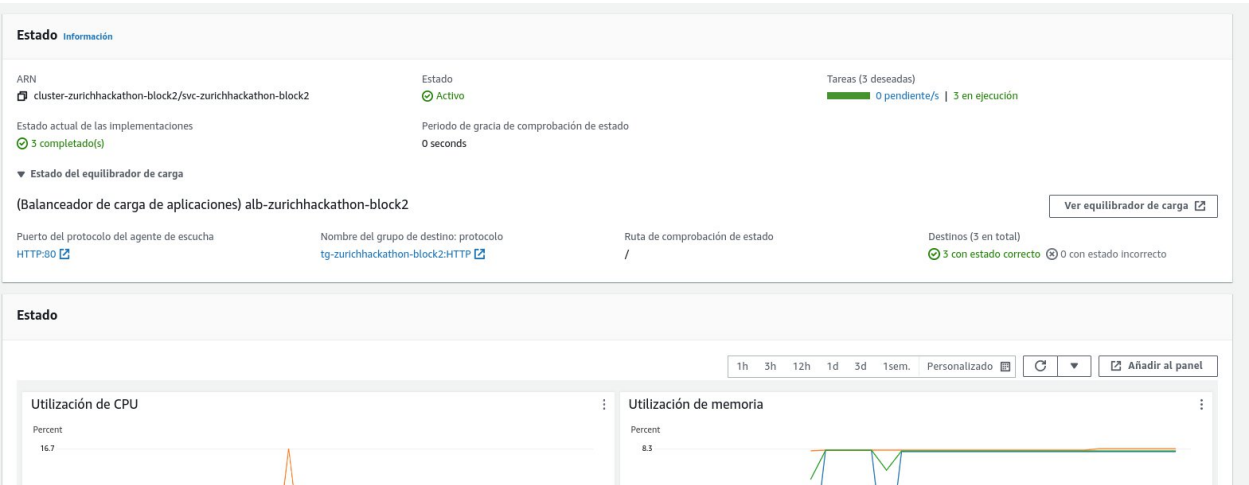 Estado Información
ARN
cluster-zurichhackathon-block2/svc-zurichhackathon-block2
Estado
Activo
Tareas (3 deseadas)
0 pendiente/s | 3 en ejecución
Estado actual de las implementaciones
3 completado(s)
Periodo de gracia de comprobación de estado
0 seconds
Estado del equilibrador de carga
(Balanceador de carga de aplicaciones) alb-zurichhackathon-block2
Ver equilibrador de carga
Puerto del protocolo del agente de escucha
HTTP:80
Nombre del grupo de destino: protocolo
tg-zurichhackathon-block2:HTTP
Ruta de comprobación de estado
/
Destinos (3 en total)
3 con estado correcto 0 con estado incorrecto
Estado
1h 3h 12h 1d 3d 1sem. Personalizado
Añadir al panel
Utilización de CPU
Percent
16.7
Utilización de memoria
Percent
8.3